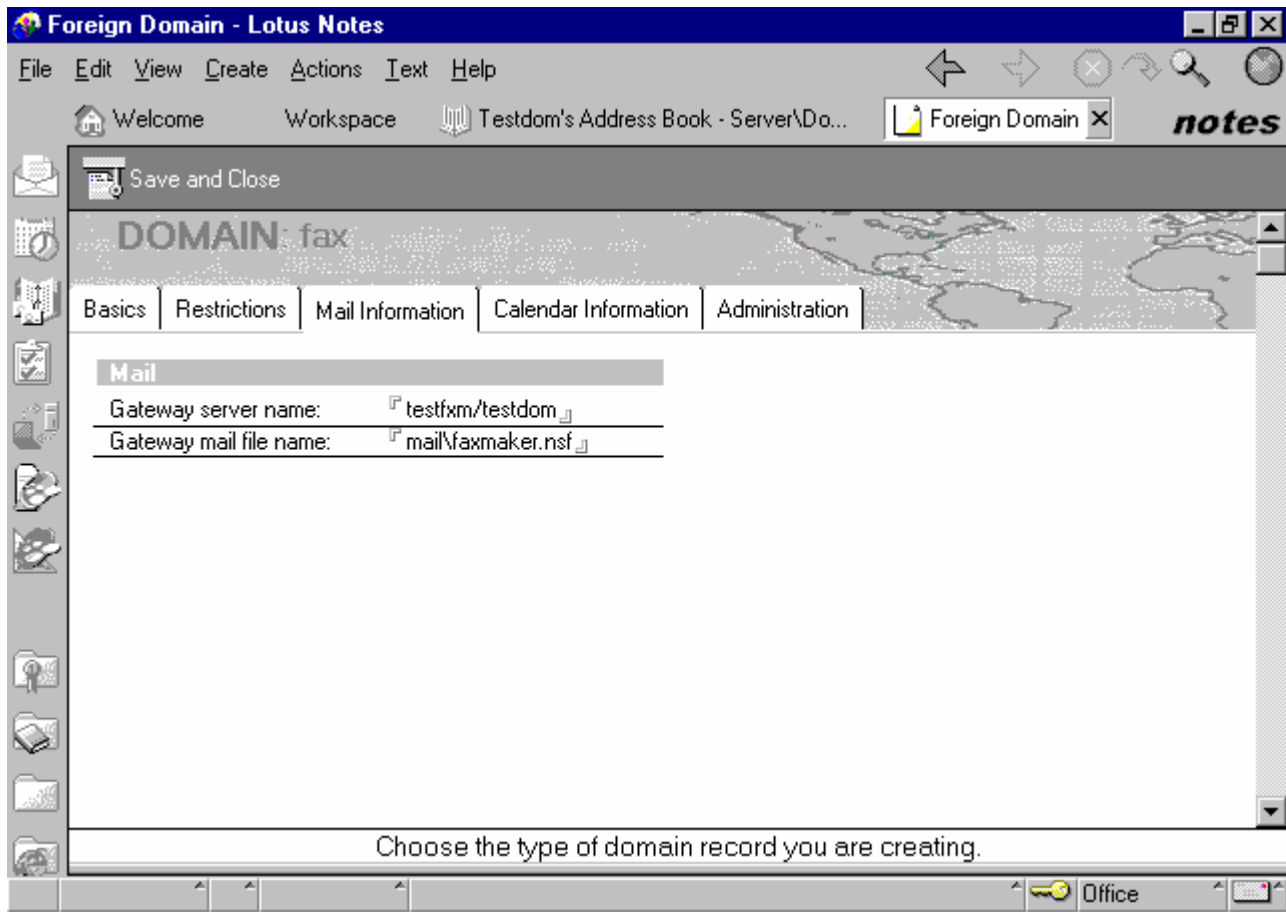 Foreign Domain - Lotus Notes
File Edit View Create Actions Text Help
Welcome Workspace Testdom's Address Book - Server\Do... Foreign Domain notes
Save and Close
DOMAIN: fax
Basics Restrictions Mail Information Calendar Information Administration
Mail
Gateway server name: testfxm/testdom
Gateway mail file name: mail\faxmaker.nsf
Choose the type of domain record you are creating.
Office